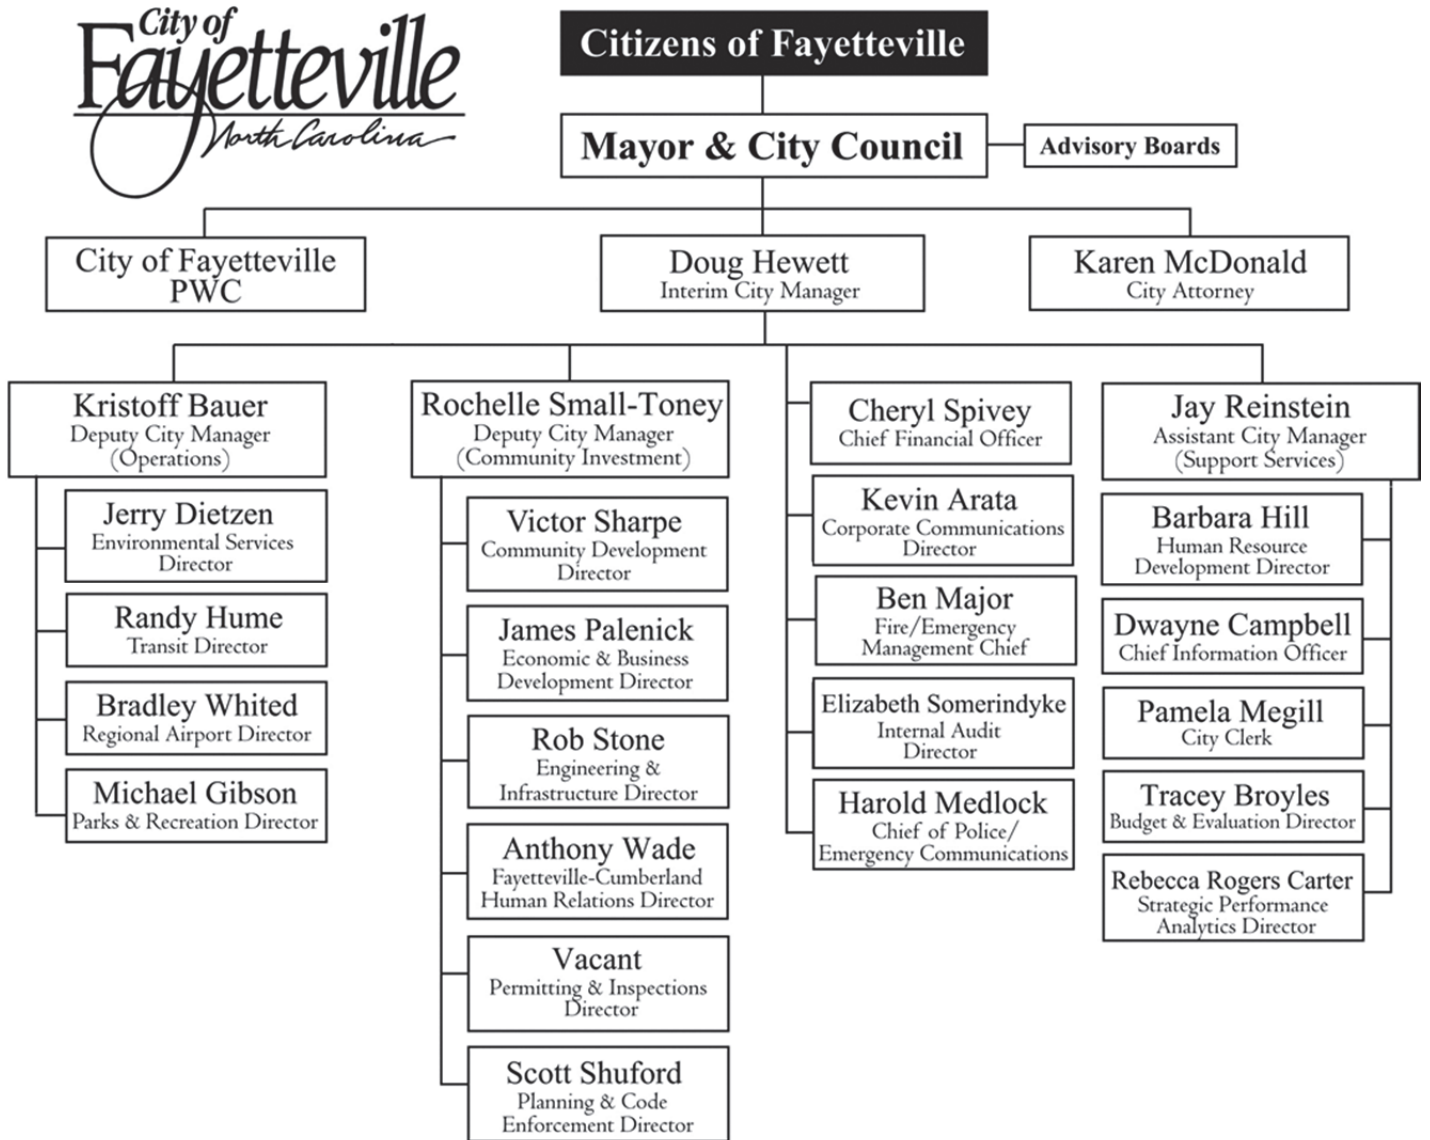 City of
Fayetteville
North Carolina
Citizens of Fayetteville
Mayor & City Council
Advisory Boards
City of Fayetteville
PWC
Doug Hewett
Interim City Manager
Karen McDonald
City Attorney
Kristoff Bauer
Deputy City Manager
(Operations)
Jerry Dietzen
Environmental Services
Director
Randy Hume
Transit Director
Bradley Whited
Regional Airport Director
Michael Gibson
Parks & Recreation Director
Rochelle Small-Toney
Deputy City Manager
(Community Investment)
Victor Sharpe
Community Development
Director
James Palenick
Economic & Business
Development Director
Rob Stone
Engineering &
Infrastructure Director
Anthony Wade
Fayetteville-Cumberland
Human Relations Director
Vacant
Permitting & Inspections
Director
Scott Shuford
Planning & Code
Enforcement Director
Cheryl Spivey
Chief Financial Officer
Kevin Arata
Corporate Communications
Director
Ben Major
Fire/Emergency
Management Chief
Elizabeth Somerindyke
Internal Audit
Director
Harold Medlock
Chief of Police/
Emergency Communications
Jay Reinstein
Assistant City Manager
(Support Services)
Barbara Hill
Human Resource
Development Director
Dwayne Campbell
Chief Information Officer
Pamela Megill
City Clerk
Tracey Broyles
Budget & Evaluation Director
Rebecca Rogers Carter
Strategic Performance
Analytics Director